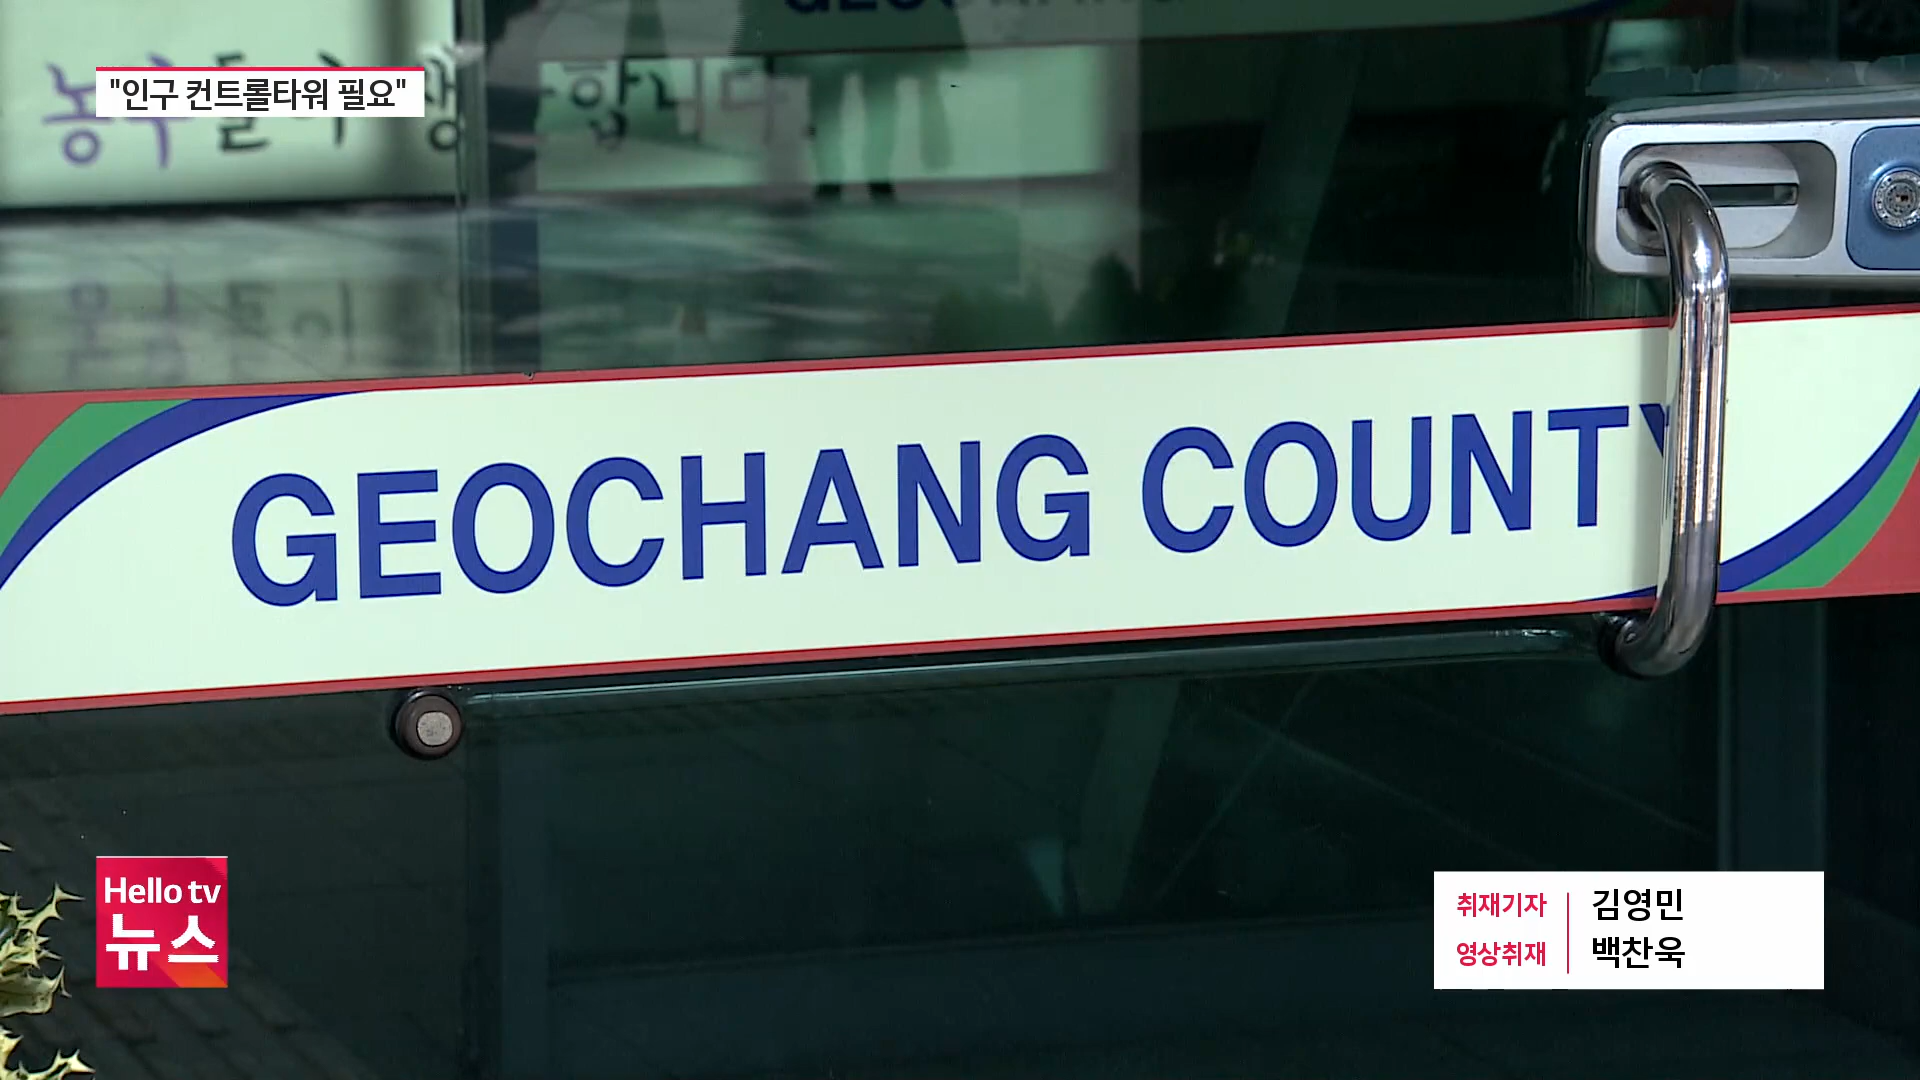 "인구 컨트롤타워 필요"
GEOCHANG COUNTY
Hello tv
뉴스
취재기자 김영민
영상취재 백찬욱